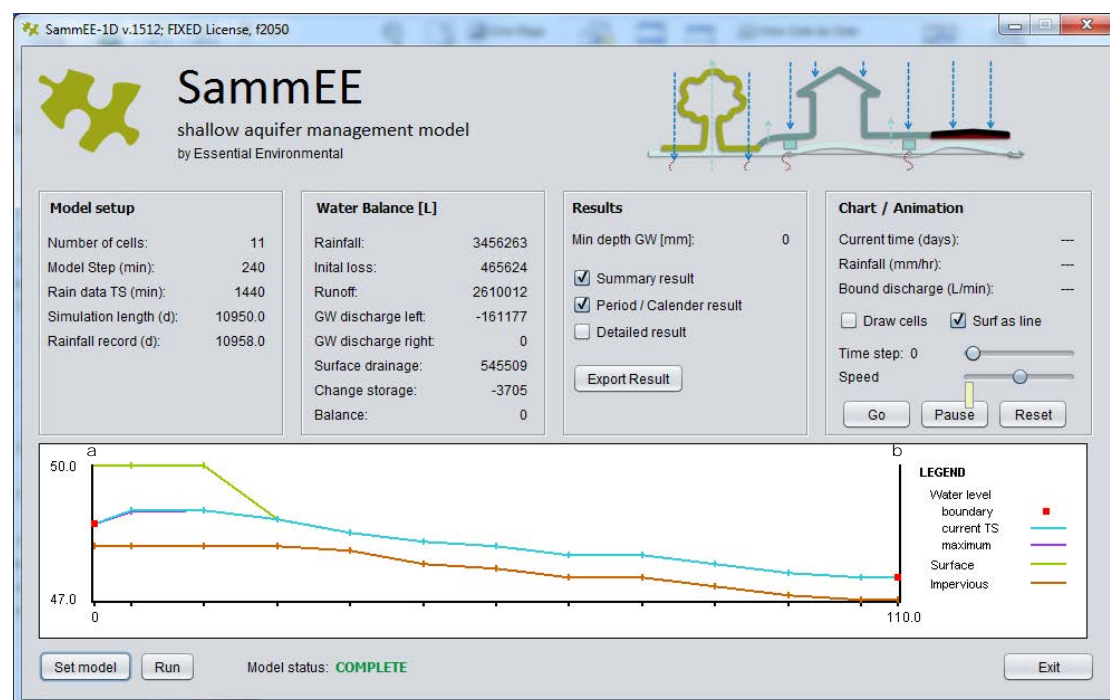 SammEE-1D v.1512; FIXED License, f2050
SammEE
shallow aquifer management model
by Essential Environmental
Model setup
Number of cells: 11
Model Step (min): 240
Rain data TS (min): 1440
Simulation length (d): 10950.0
Rainfall record (d): 10958.0
Water Balance [L]
Rainfall: 3456263
Inital loss: 465624
Runoff: 2610012
GW discharge left: -161177
GW discharge right: 0
Surface drainage: 545509
Change storage: -3705
Balance: 0
Results
Min depth GW [mm]: 0
Summary result
Period / Calender result
Detailed result
Export Result
Chart / Animation
Current time (days): ---
Rainfall (mm/hr): ---
Bound discharge (L/min): ---
Draw cells Surf as line
Time step: 0
Speed
Go Pause Reset
a b
50.0
47.0
0 110.0
LEGEND
Water level
boundary
current TS
maximum
Surface
Impervious
Set model Run Model status: COMPLETE Exit